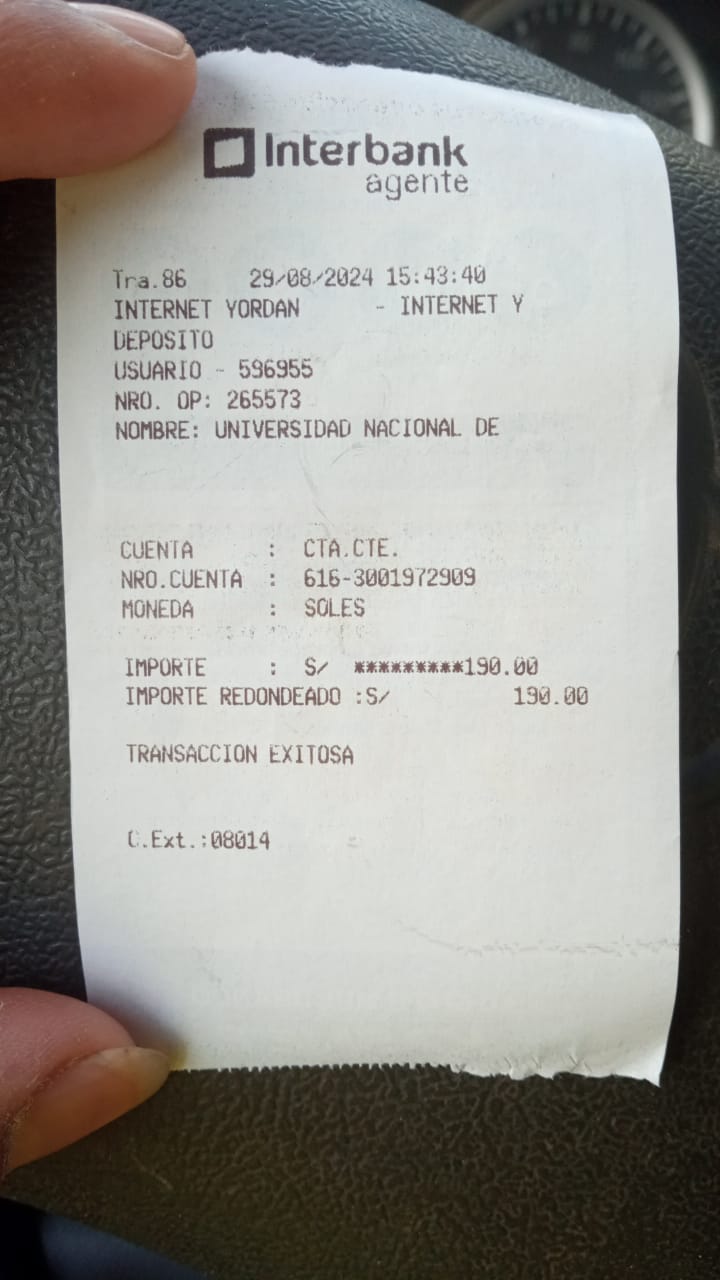 Interbank
agente
Tra.86 29/08/2024 15:43:40
INTERNET YORDAN - INTERNET Y
DEPOSITO
USUARIO - 596955
NRO. OP: 265573
NOMBRE: UNIVERSIDAD NACIONAL DE
CUENTA : CTA.CTE.
NRO.CUENTA : 616-3001972909
MONEDA : SOLES
IMPORTE : S/ *********190.00
IMPORTE REDONDEADO :S/ 190.00
TRANSACCION EXITOSA
C.Ext.:08014